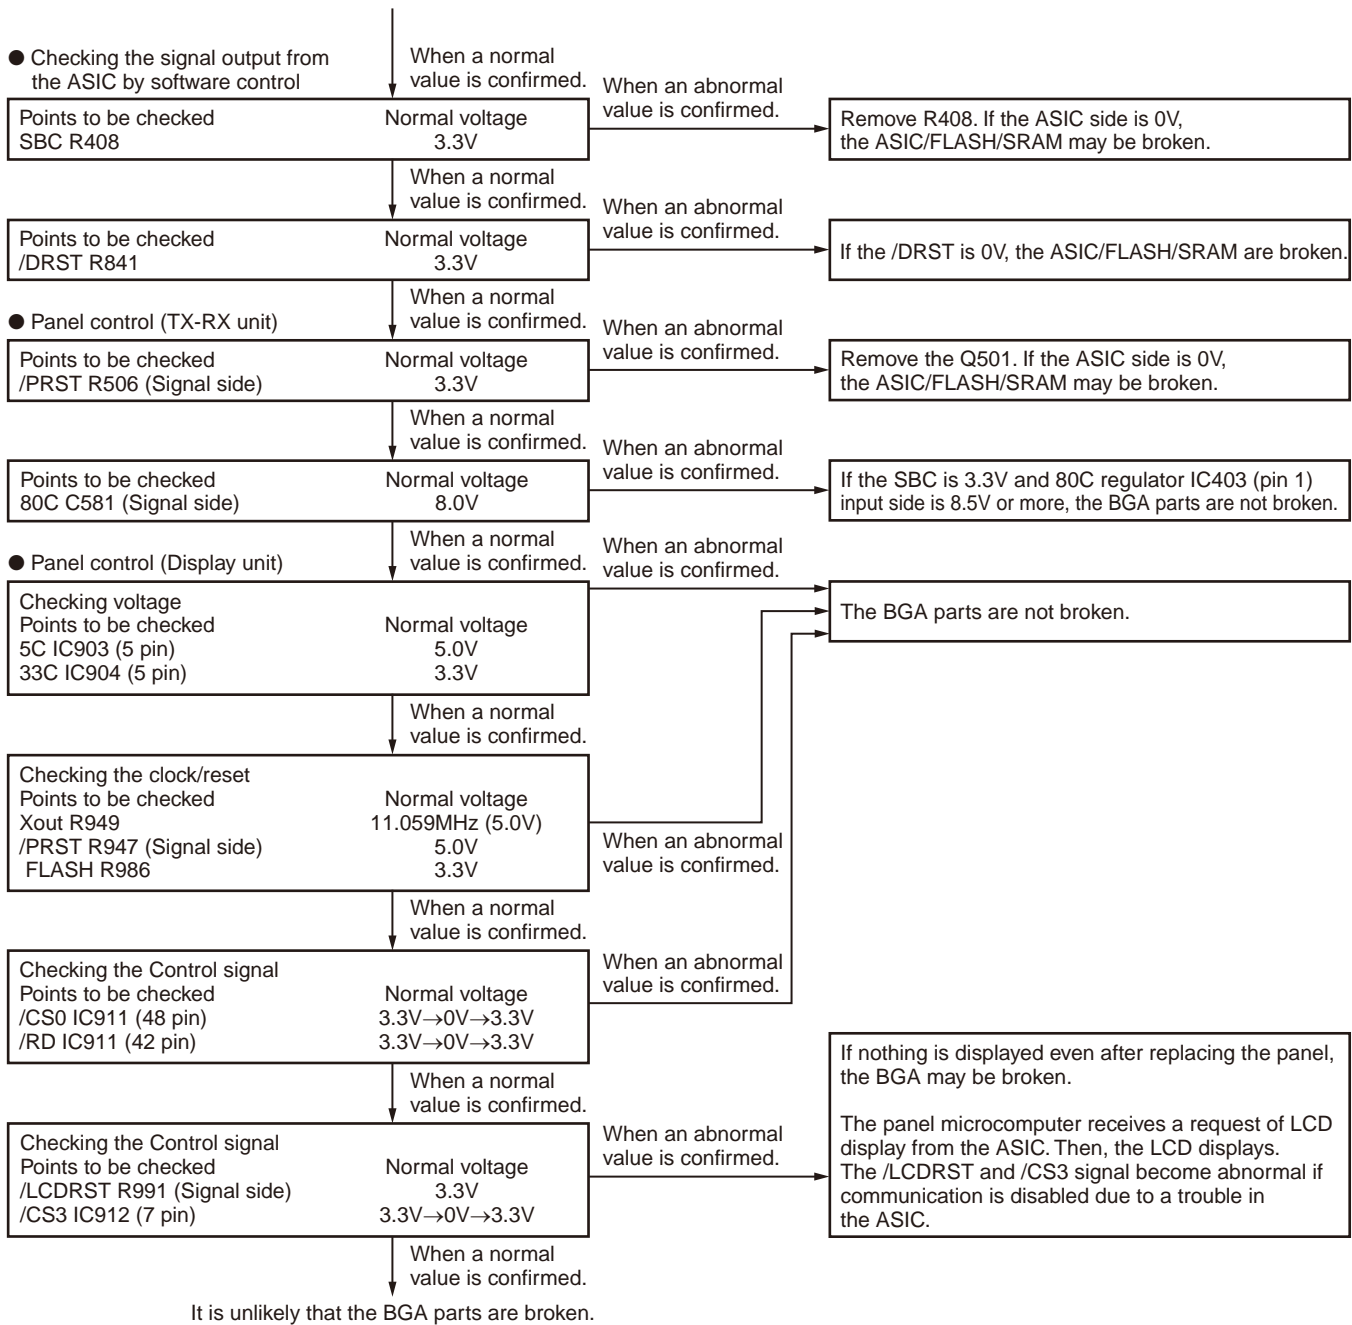 ● Checking the signal output from
the ASIC by software control
When a normal
value is confirmed.
When an abnormal
value is confirmed.
Points to be checked Normal voltage
SBC R408 3.3V
Remove R408. If the ASIC side is 0V,
the ASIC/FLASH/SRAM may be broken.
When a normal
value is confirmed.
When an abnormal
value is confirmed.
Points to be checked Normal voltage
/DRST R841 3.3V
If the /DRST is 0V, the ASIC/FLASH/SRAM are broken.
When a normal
value is confirmed.
● Panel control (TX-RX unit)
When an abnormal
value is confirmed.
Points to be checked Normal voltage
/PRST R506 (Signal side) 3.3V
Remove the Q501. If the ASIC side is 0V,
the ASIC/FLASH/SRAM may be broken.
When a normal
value is confirmed.
When an abnormal
value is confirmed.
Points to be checked Normal voltage
80C C581 (Signal side) 8.0V
If the SBC is 3.3V and 80C regulator IC403 (pin 1)
input side is 8.5V or more, the BGA parts are not broken.
When a normal
value is confirmed.
● Panel control (Display unit)
When an abnormal
value is confirmed.
Checking voltage
Points to be checked Normal voltage
5C IC903 (5 pin) 5.0V
33C IC904 (5 pin) 3.3V
The BGA parts are not broken.
When a normal
value is confirmed.
Checking the clock/reset
Points to be checked Normal voltage
Xout R949 11.059MHz (5.0V)
/PRST R947 (Signal side) 5.0V
FLASH R986 3.3V
When an abnormal
value is confirmed.
When a normal
value is confirmed.
Checking the Control signal
Points to be checked Normal voltage
/CS0 IC911 (48 pin) 3.3V→0V→3.3V
/RD IC911 (42 pin) 3.3V→0V→3.3V
When an abnormal
value is confirmed.
When a normal
value is confirmed.
Checking the Control signal
Points to be checked Normal voltage
/LCDRST R991 (Signal side) 3.3V
/CS3 IC912 (7 pin) 3.3V→0V→3.3V
When an abnormal
value is confirmed.
If nothing is displayed even after replacing the panel,
the BGA may be broken.
The panel microcomputer receives a request of LCD
display from the ASIC. Then, the LCD displays.
The /LCDRST and /CS3 signal become abnormal if
communication is disabled due to a trouble in
the ASIC.
When a normal
value is confirmed.
It is unlikely that the BGA parts are broken.